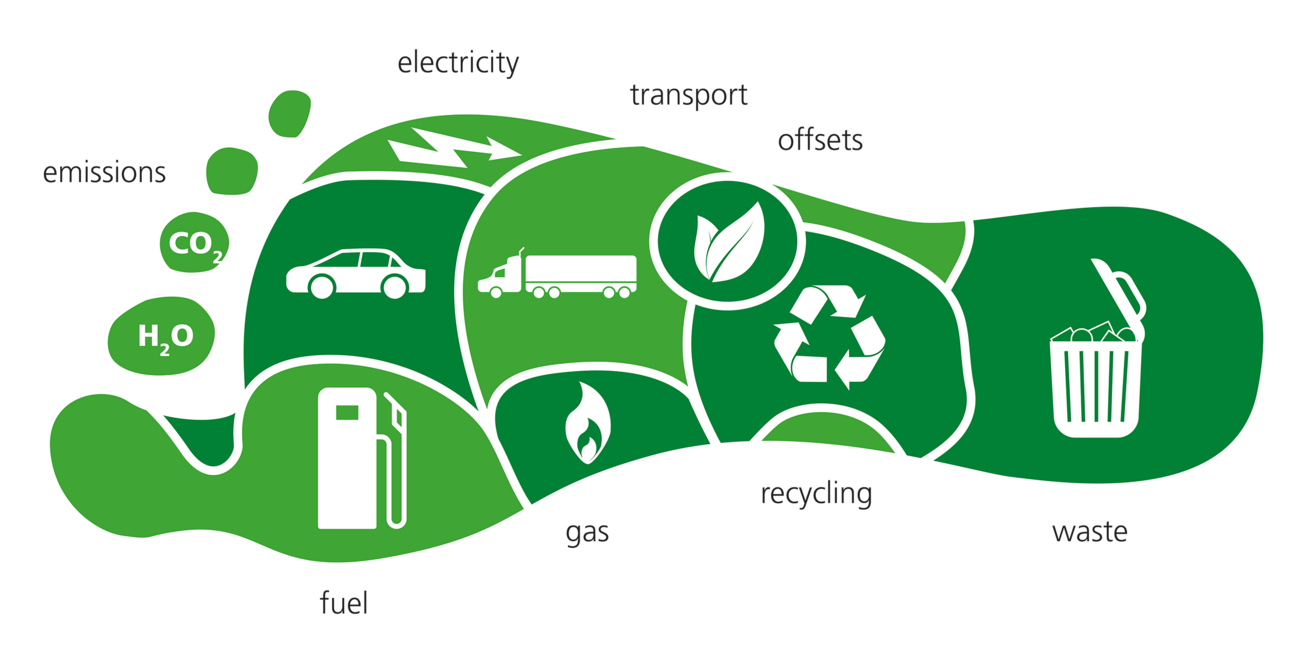 electricity
transport
offsets
emissions
CO₂
H₂O
recycling
gas
waste
fuel